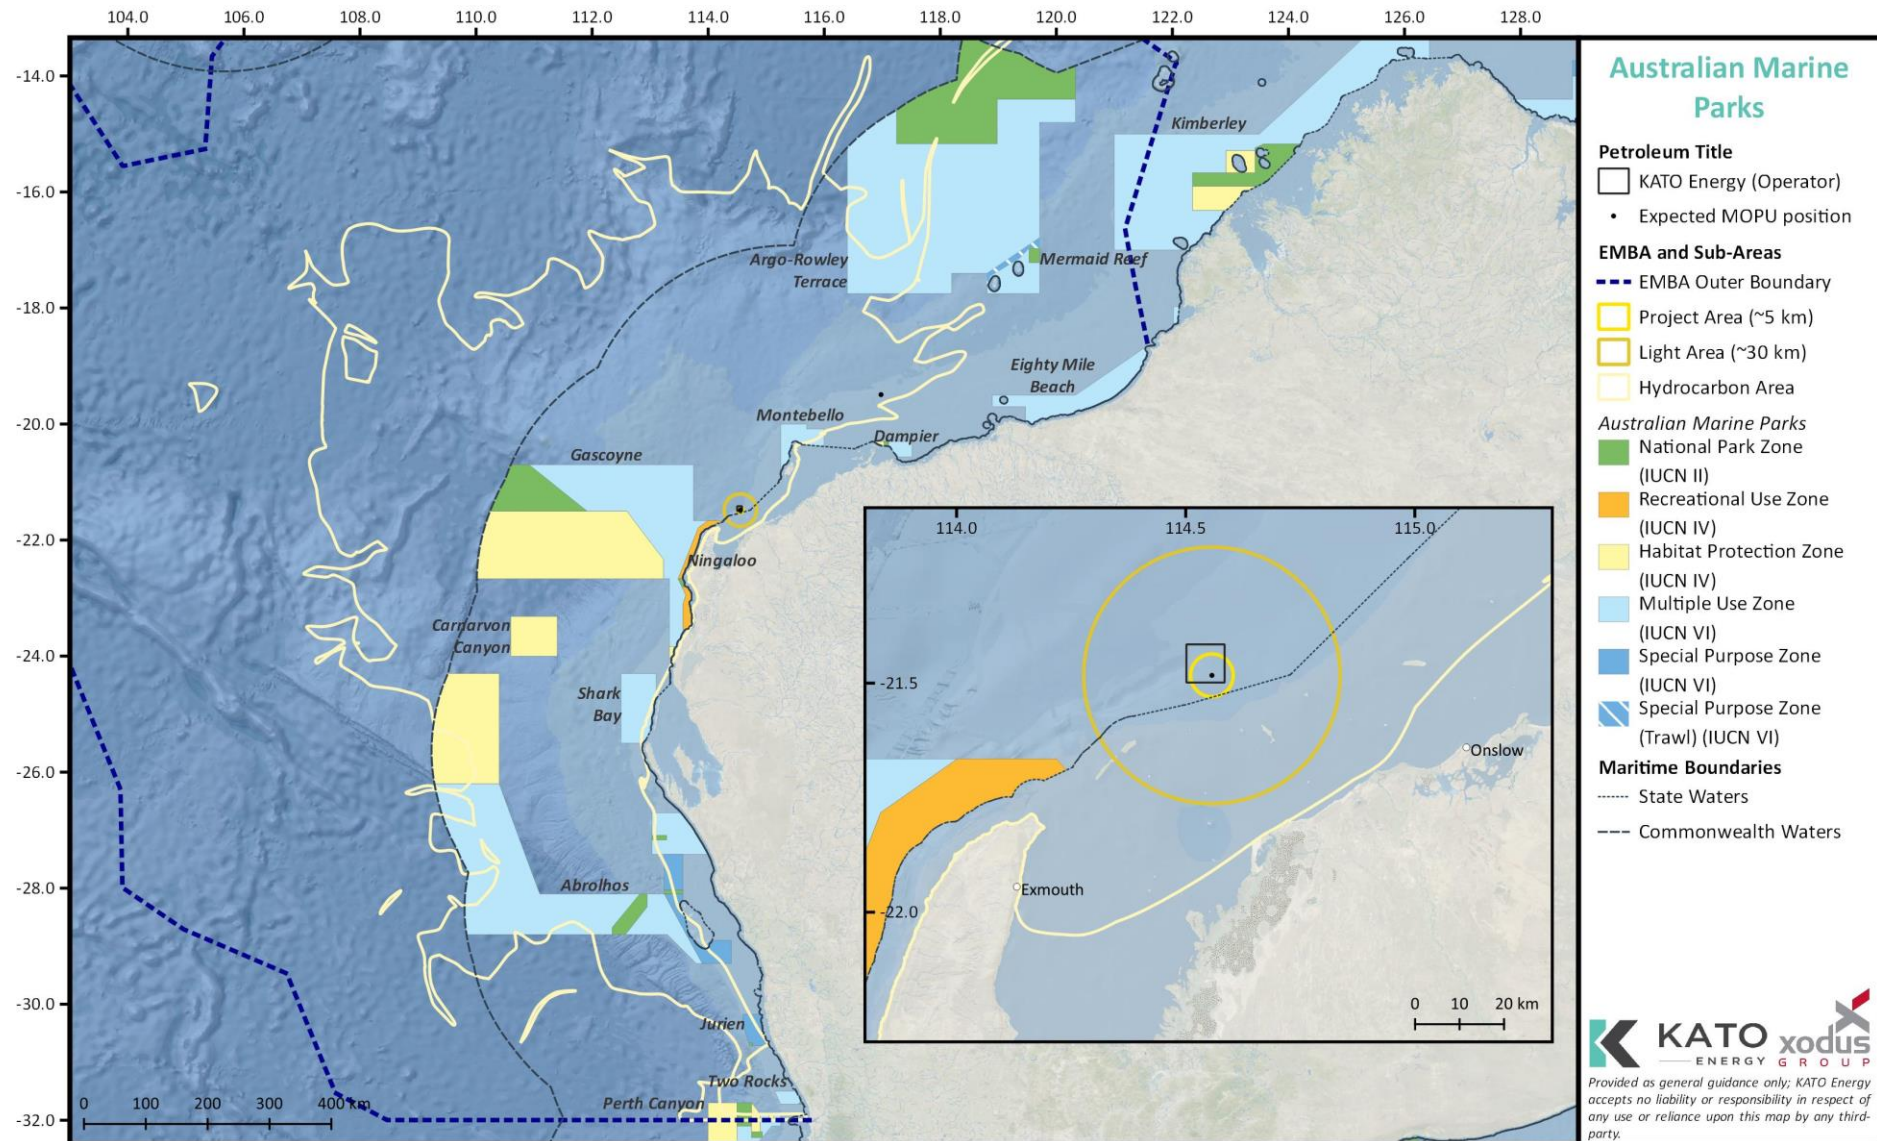 104.0 106.0 108.0 110.0 112.0 114.0 116.0 118.0 120.0 122.0 124.0 126.0 128.0
-14.0
-16.0
-18.0
-20.0
-22.0
-24.0
-26.0
-28.0
-30.0
-32.0
Kimberley
Argo-Rowley
Terrace
Mermaid Reef
Eighty Mile
Beach
Montebello
Dampier
Gascoyne
Ningaloo
Carnarvon
Canyon
Shark
Bay
Abrolhos
Jurien
Two Rocks
Perth Canyon
0 100 200 300 400 km
114.0 114.5 115.0
-21.5
-22.0
Onslow
Exmouth
0 10 20 km
Australian Marine
Parks
Petroleum Title
KATO Energy (Operator)
Expected MOPU position
EMBA and Sub-Areas
EMBA Outer Boundary
Project Area (~5 km)
Light Area (~30 km)
Hydrocarbon Area
Australian Marine Parks
National Park Zone
(IUCN II)
Recreational Use Zone
(IUCN IV)
Habitat Protection Zone
(IUCN IV)
Multiple Use Zone
(IUCN VI)
Special Purpose Zone
(IUCN VI)
Special Purpose Zone
(Trawl) (IUCN VI)
Maritime Boundaries
State Waters
Commonwealth Waters
KATO
ENERGY
xodus
GROUP
Provided as general guidance only; KATO Energy
accepts no liability or responsibility in respect of
any use or reliance upon this map by any third-
party.